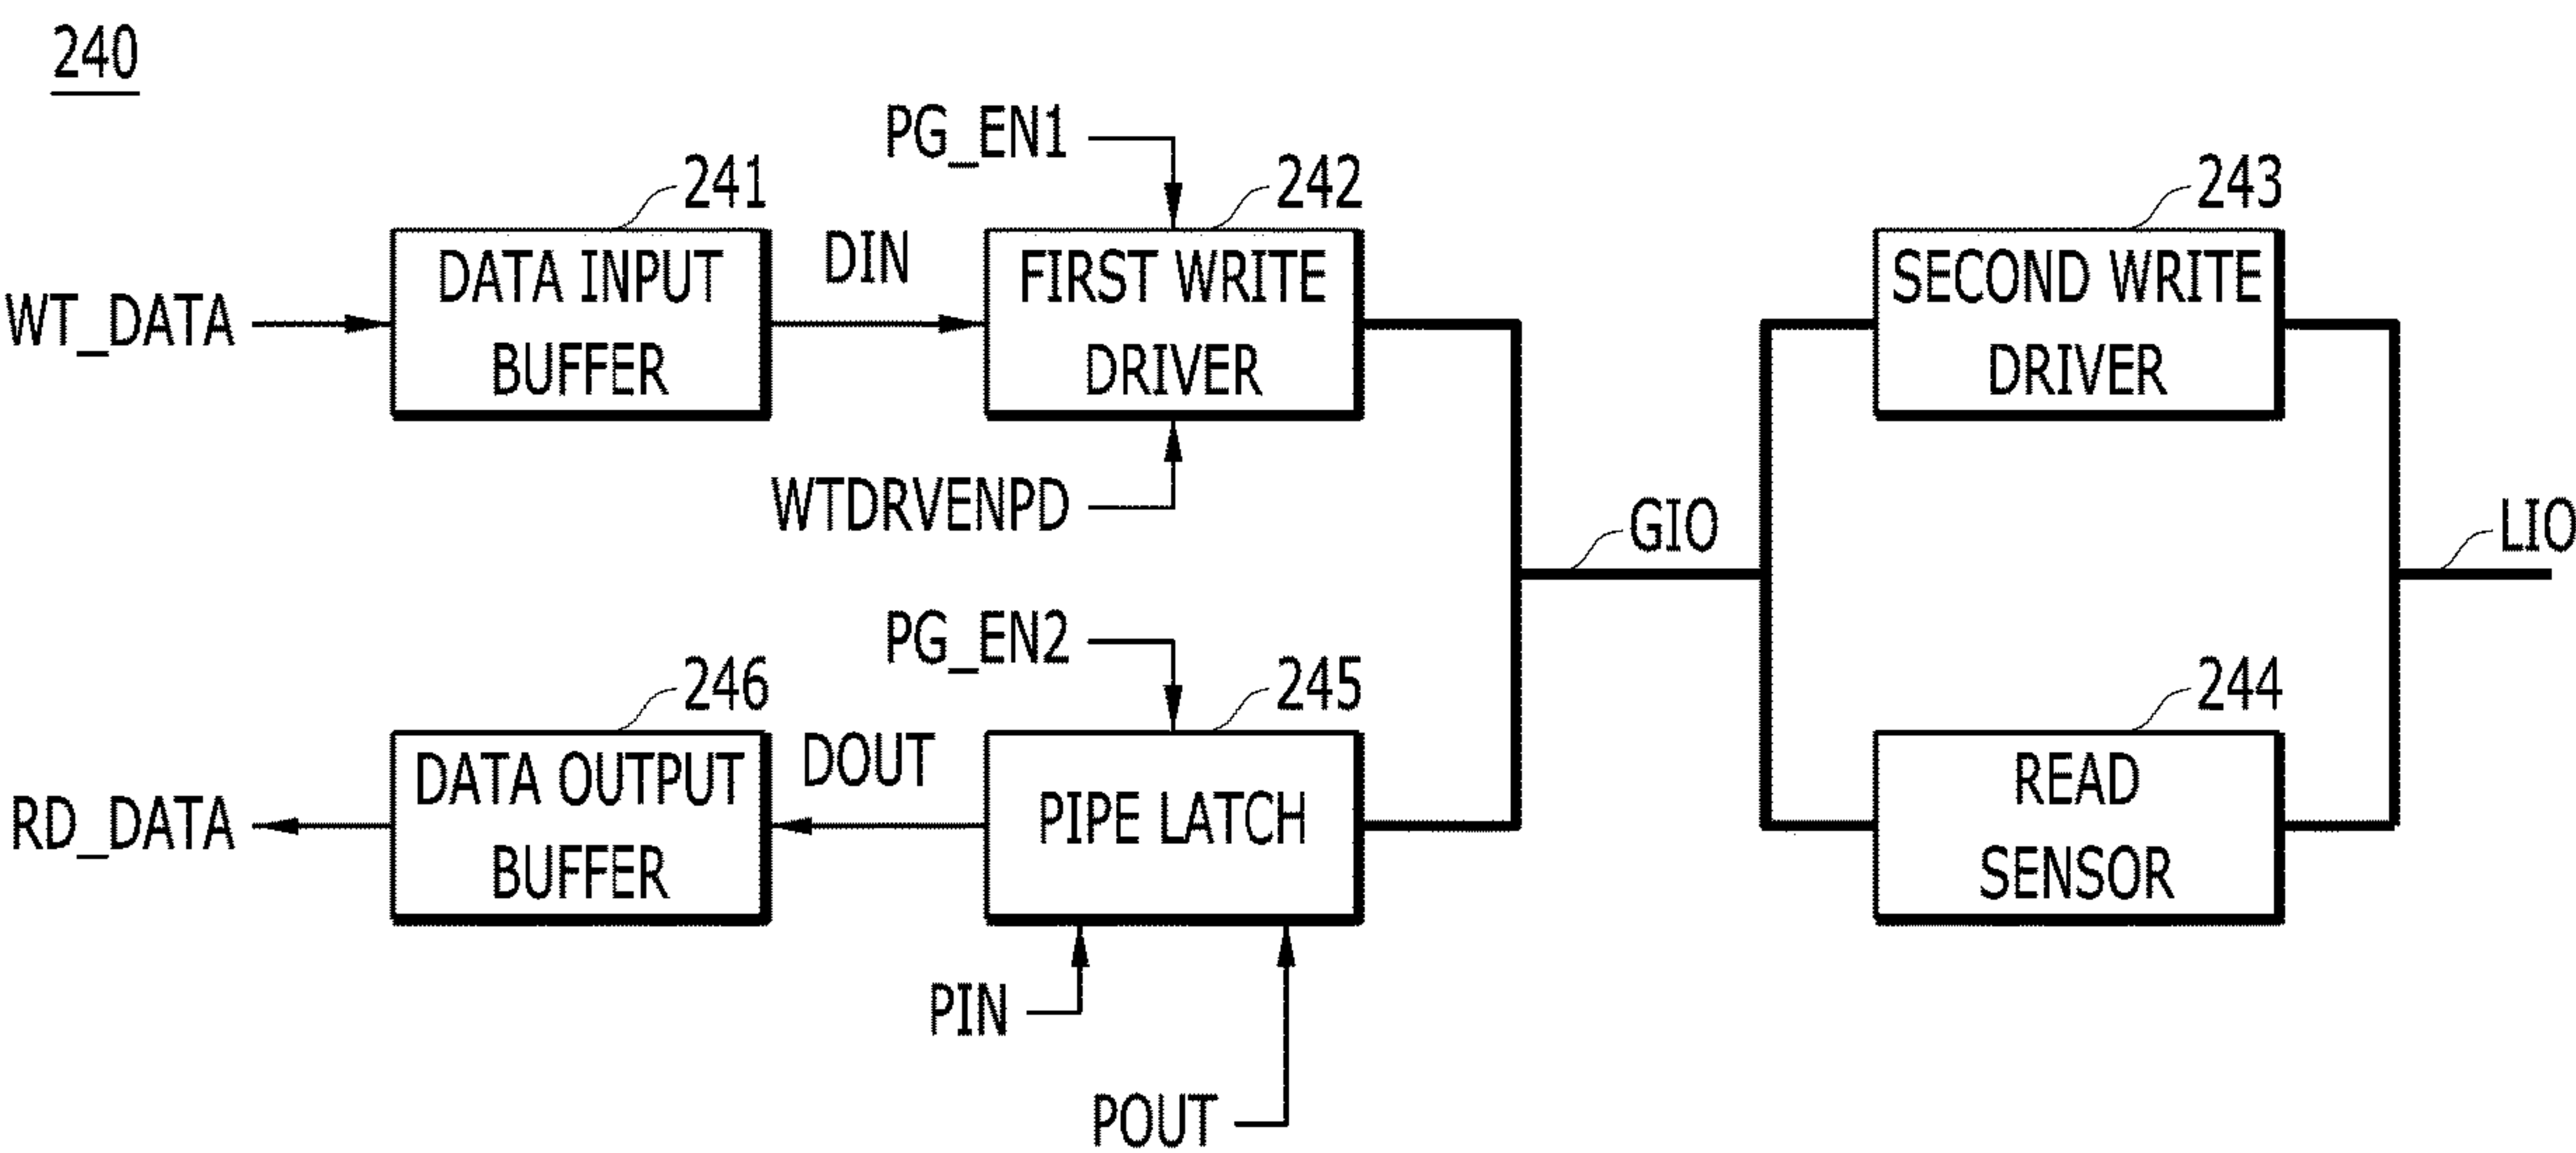 240
PG_EN1
241
242
243
DIN
DATA INPUT
BUFFER
FIRST WRITE
DRIVER
SECOND WRITE
DRIVER
WT_DATA
WTDRVENPD
GIO
LIO
PG_EN2
246
245
244
DOUT
DATA OUTPUT
BUFFER
PIPE LATCH
READ
SENSOR
RD_DATA
PIN
POUT